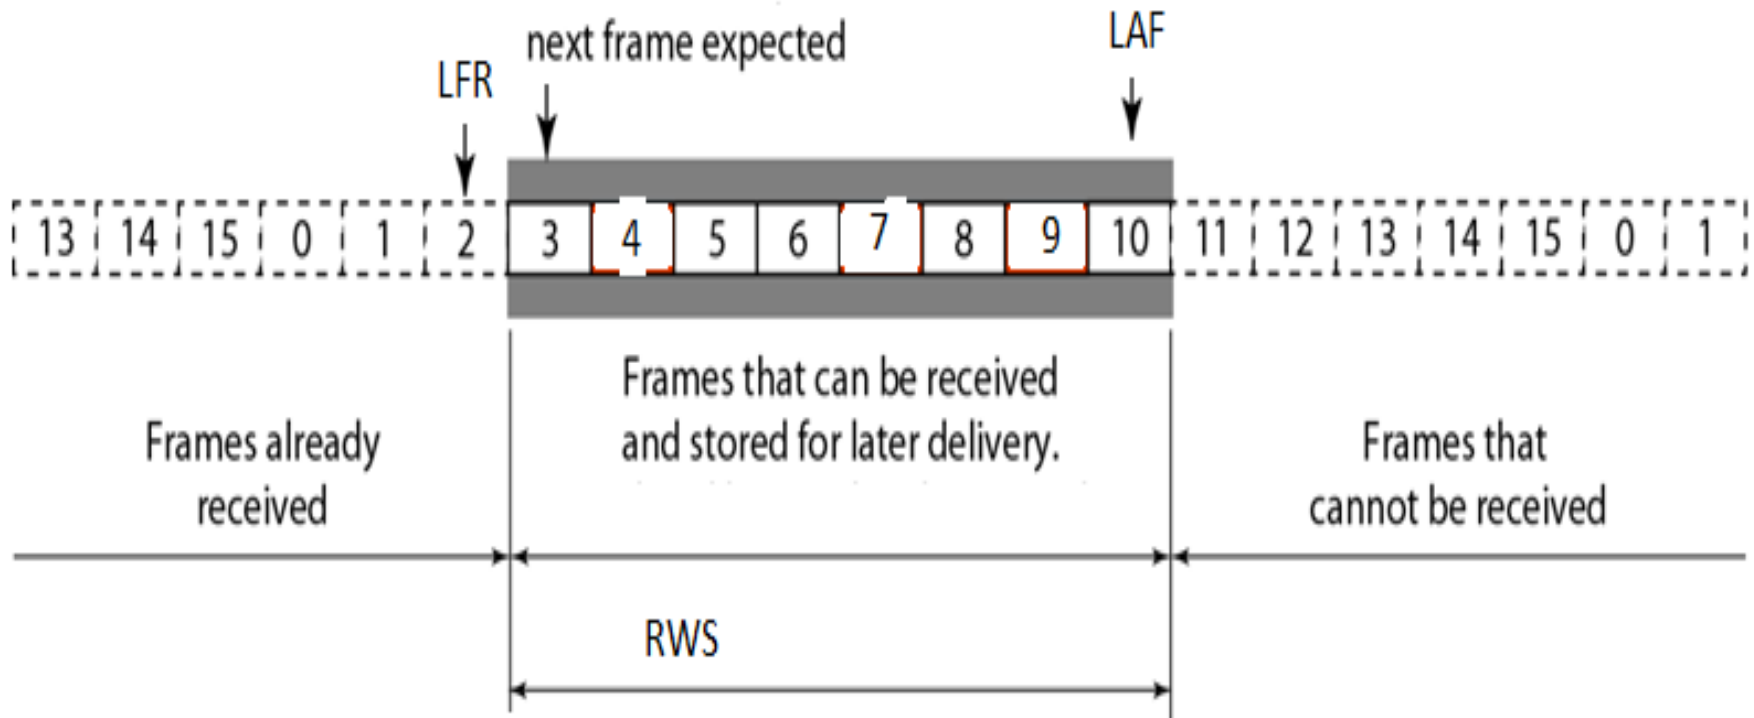 next frame expected
LAF
LFR
13 14 15 0 1 2 3 4 5 6 7 8 9 10 11 12 13 14 15 0 1
Frames that can be received
and stored for later delivery.
Frames already
received
Frames that
cannot be received
RWS